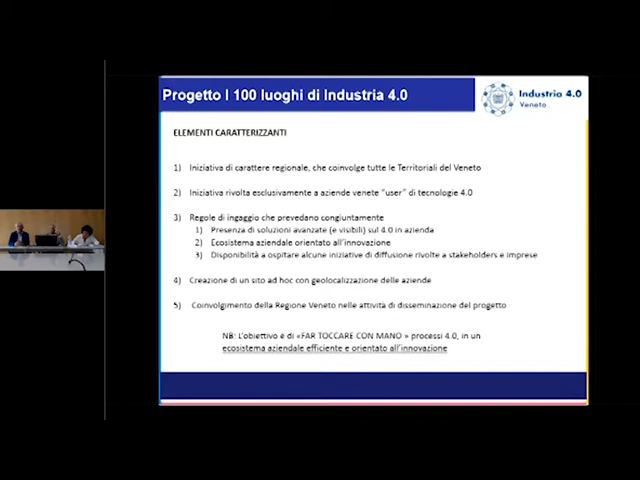 Progetto I 100 luoghi di Industria 4.0
Industria 4.0
Veneto
ELEMENTI CARATTERIZZANTI
1) Iniziativa di carattere regionale, che coinvolge tutte le Territoriali del Veneto
2) Iniziativa rivolta esclusivamente a aziende venete "user" di tecnologie 4.0
3) Regole di ingaggio che prevedano congiuntamente
1) Presenza di soluzioni avanzate (e visibili) sul 4.0 in azienda
2) Ecosistema aziendale orientato all'innovazione
3) Disponibilità a ospitare alcune iniziative di diffusione rivolte a stakeholders e imprese
4) Creazione di un sito ad hoc con geolocalizzazione delle aziende
5) Coinvolgimento della Regione Veneto nelle attività di disseminazione del progetto
NB: L'obiettivo è di «FAR TOCCARE CON MANO » processi 4.0, in un
ecosistema aziendale efficiente e orientato all'innovazione